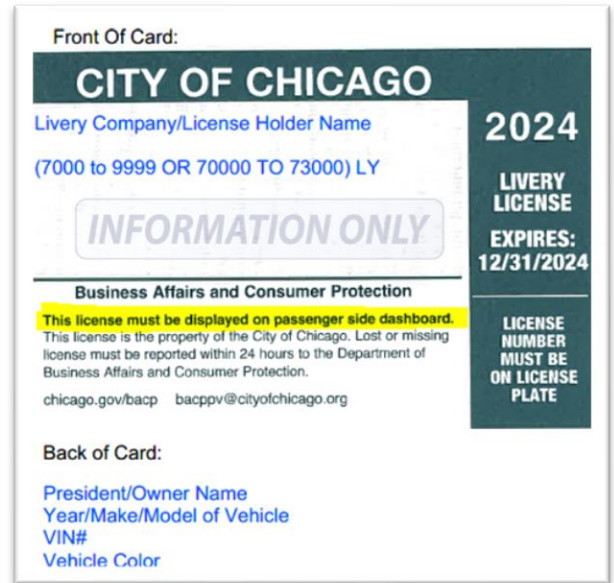 Front Of Card:
CITY OF CHICAGO
Livery Company/License Holder Name
(7000 to 9999 OR 70000 TO 73000) LY
INFORMATION ONLY
Business Affairs and Consumer Protection
This license must be displayed on passenger side dashboard.
This license is the property of the City of Chicago. Lost or missing
license must be reported within 24 hours to the Department of
Business Affairs and Consumer Protection.
chicago.gov/bacp bacppv@cityofchicago.org
2024
LIVERY
LICENSE
EXPIRES:
12/31/2024
LICENSE
NUMBER
MUST BE
ON LICENSE
PLATE
Back of Card:
President/Owner Name
Year/Make/Model of Vehicle
VIN#
Vehicle Color